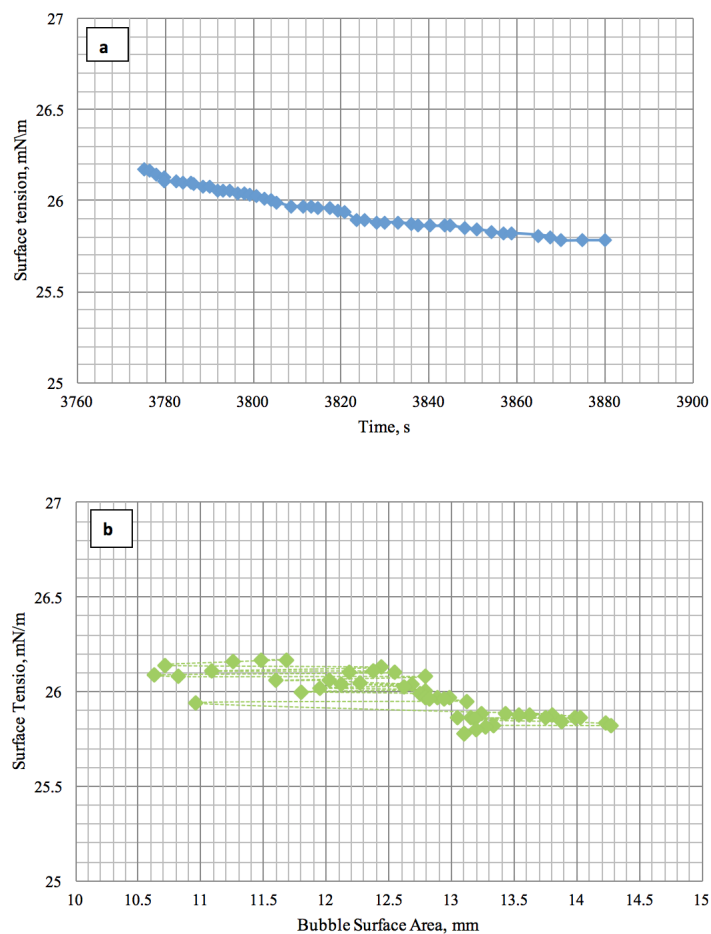 27
a
26.5
26
25.5
25
Surface tension, mN\m
3760 3780 3800 3820 3840 3860 3880 3900
Time, s
27
b
26.5
26
25.5
25
Surface Tensio, mN/m
10 10.5 11 11.5 12 12.5 13 13.5 14 14.5 15
Bubble Surface Area, mm